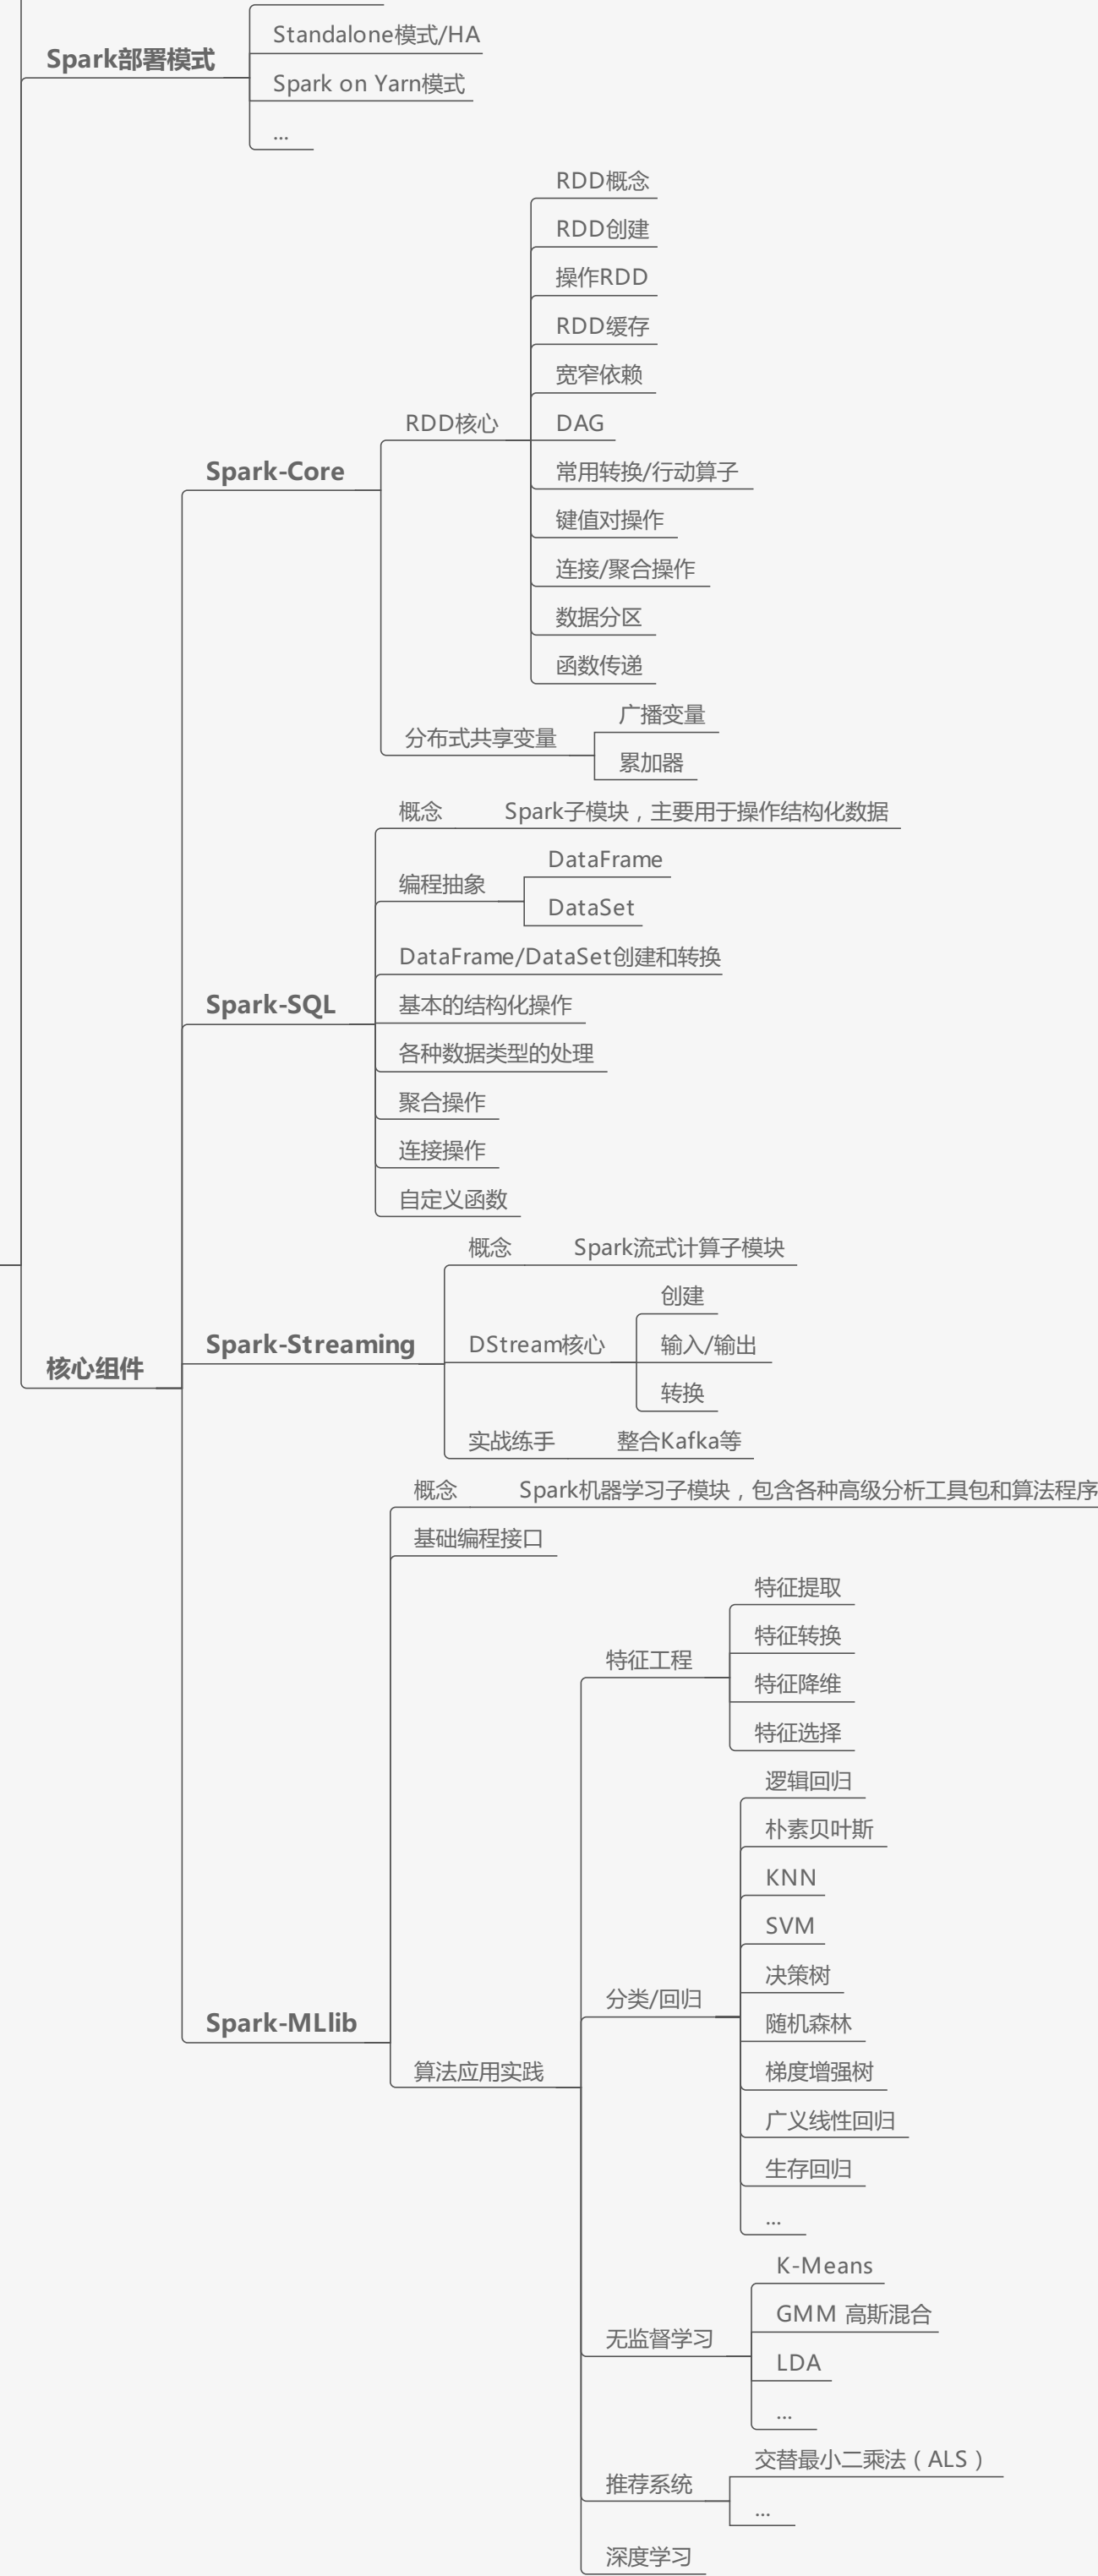 Standalone模式/HA
Spark部署模式
Spark on Yarn模式
...
RDD概念
RDD创建
操作RDD
RDD缓存
宽窄依赖
RDD核心
DAG
Spark-Core
常用转换/行动算子
键值对操作
连接/聚合操作
数据分区
函数传递
广播变量
分布式共享变量
累加器
概念
Spark子模块，主要用于操作结构化数据
DataFrame
编程抽象
DataSet
DataFrame/DataSet创建和转换
Spark-SQL
基本的结构化操作
各种数据类型的处理
聚合操作
连接操作
自定义函数
概念
Spark流式计算子模块
创建
Spark-Streaming
DStream核心
输入/输出
核心组件
转换
实战练手
整合Kafka等
概念
Spark机器学习子模块，包含各种高级分析工具包和算法程序
基础编程接口
特征提取
特征转换
特征工程
特征降维
特征选择
逻辑回归
朴素贝叶斯
KNN
SVM
决策树
分类/回归
随机森林
Spark-MLlib
算法应用实践
梯度增强树
广义线性回归
生存回归
...
K-Means
GMM 高斯混合
无监督学习
LDA
...
交替最小二乘法（ALS）
推荐系统
...
深度学习